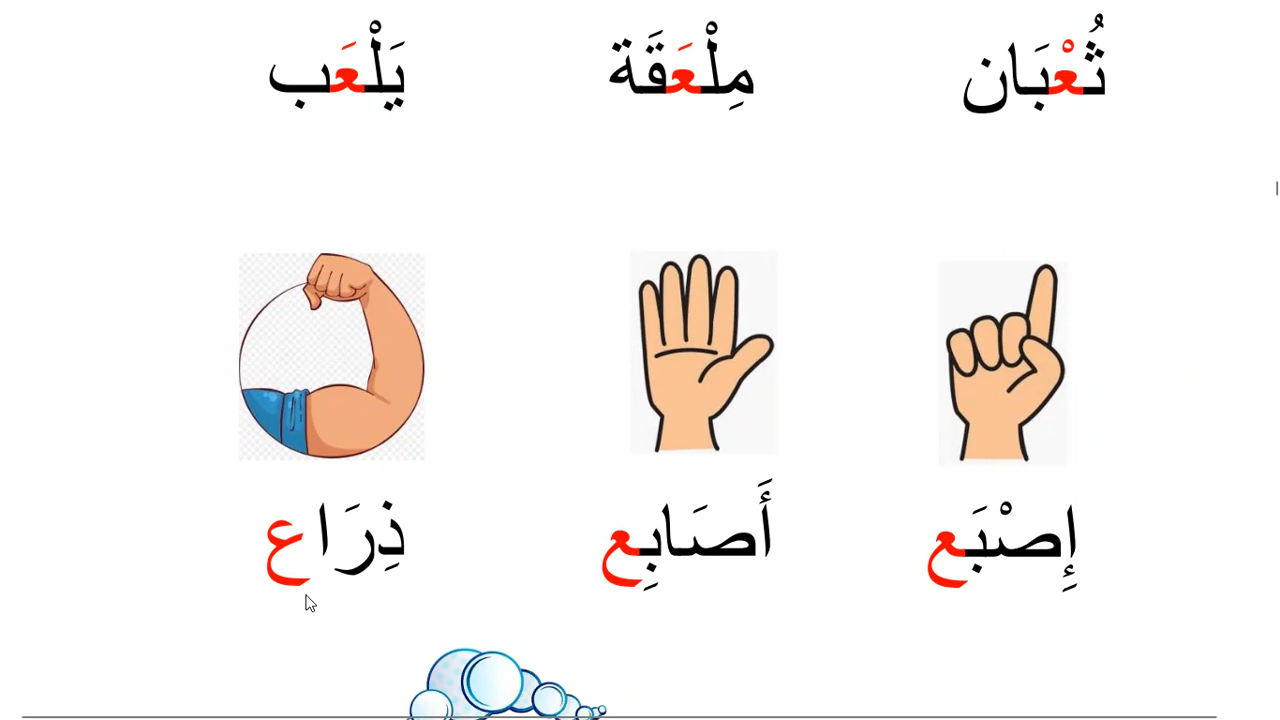 ثُعْبَان مِلْعَقَة يَلْعَب
إِصْبَع أَصَابِع ذِرَاع